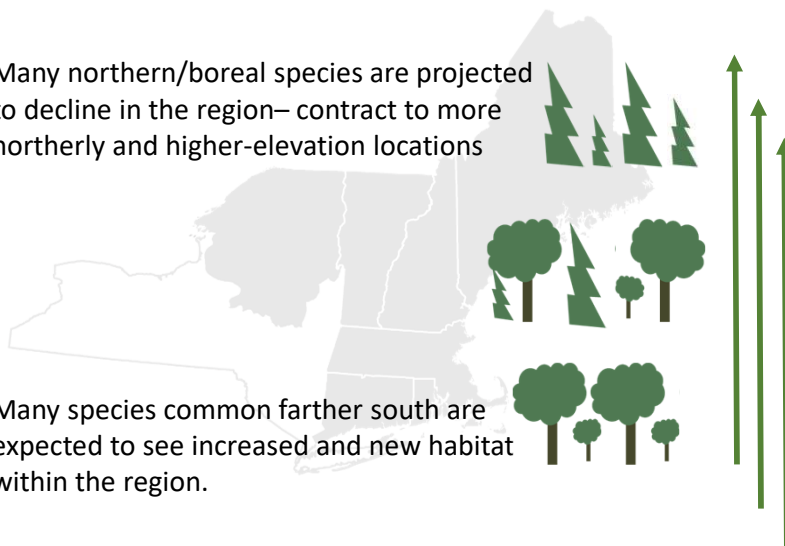 Many northern/boreal species are projected
to decline in the region– contract to more
northerly and higher-elevation locations
Many species common farther south are
expected to see increased and new habitat
within the region.